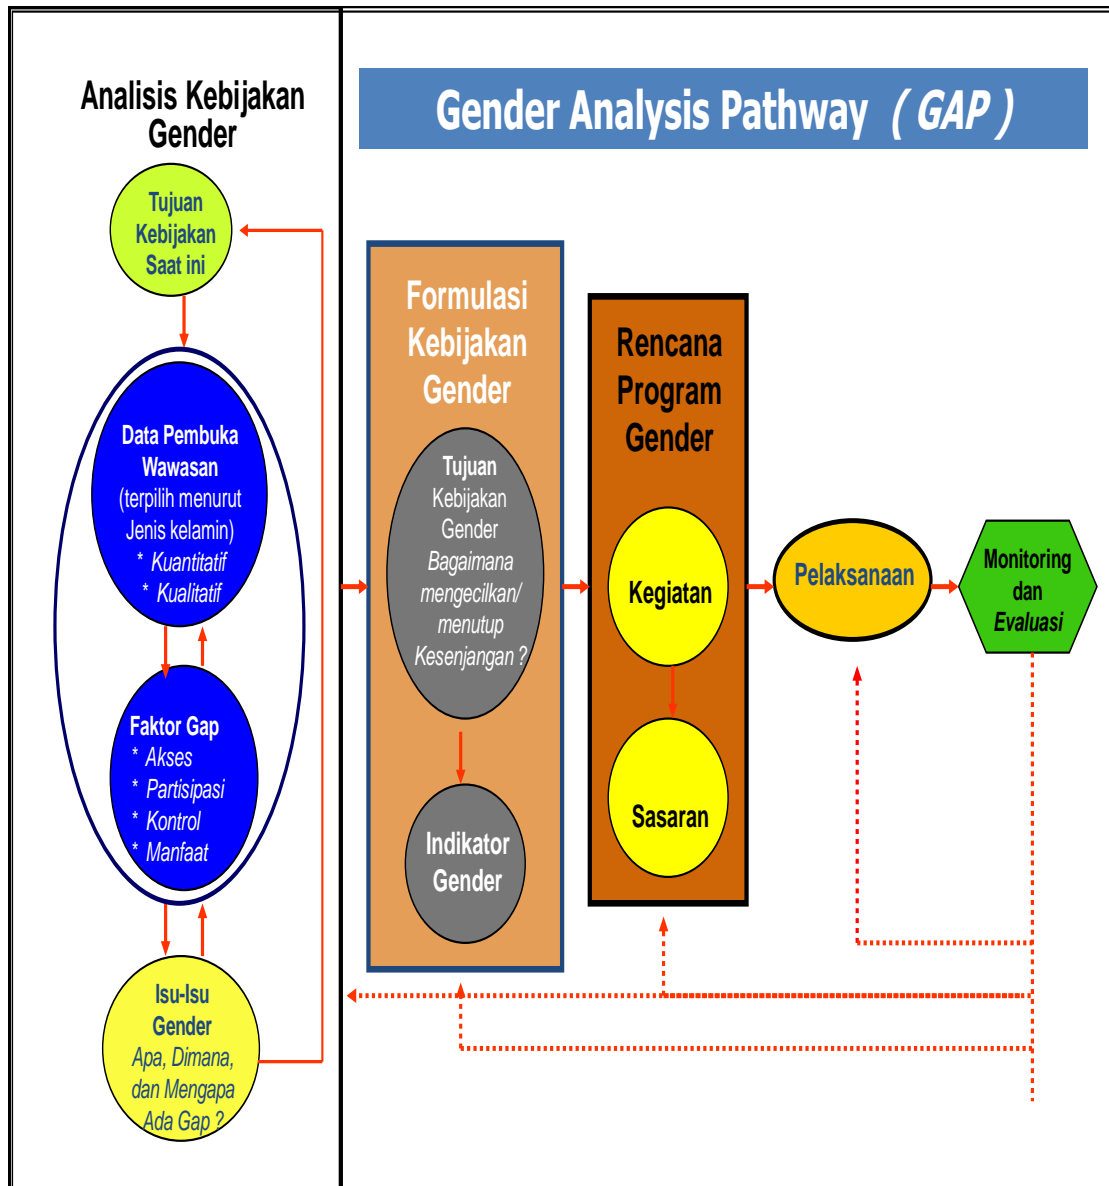 Analisis Kebijakan
Gender
Gender Analysis Pathway ( GAP )
Tujuan
Kebijakan
Saat ini
Data Pembuka
Wawasan
(terpilih menurut
Jenis kelamin)
* Kuantitatif
* Kualitatif
Faktor Gap
* Akses
* Partisipasi
* Kontrol
* Manfaat
Isu-Isu
Gender
Apa, Dimana,
dan Mengapa
Ada Gap ?
Formulasi
Kebijakan
Gender
Tujuan
Kebijakan
Gender
Bagaimana
mengecilkan/
menutup
Kesenjangan ?
Indikator
Gender
Rencana
Program
Gender
Kegiatan
Sasaran
Pelaksanaan
Monitoring
dan
Evaluasi